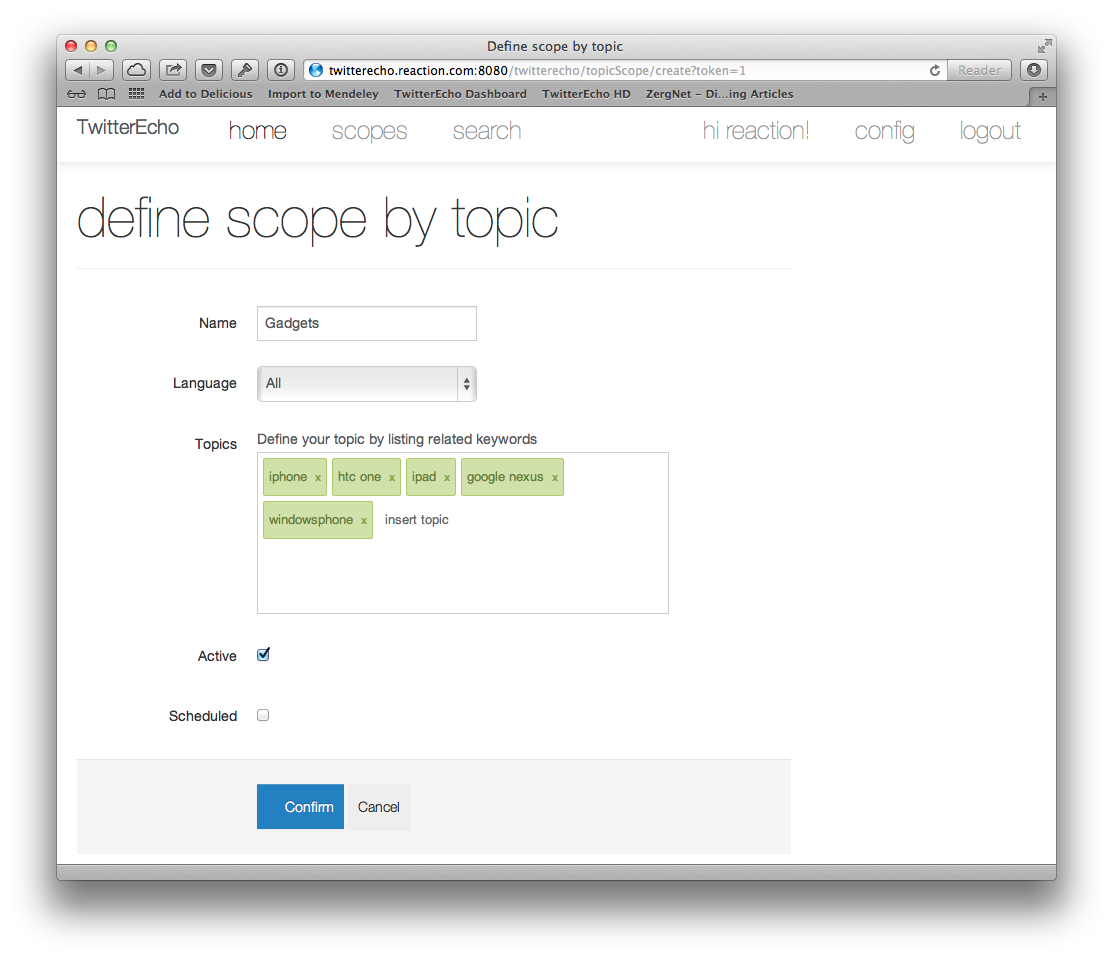 Define scope by topic
twitterecho.reaction.com:8080/twitterecho/topicScope/create?token=1
Reader
Add to Delicious Import to Mendeley TwitterEcho Dashboard TwitterEcho HD ZergNet – Di...ing Articles
TwitterEcho home scopes search hi reaction! config logout
define scope by topic
Name Gadgets
Language All
Topics Define your topic by listing related keywords
iphone x htc one x ipad x google nexus x
windowsphone x insert topic
Active
Scheduled
Confirm Cancel